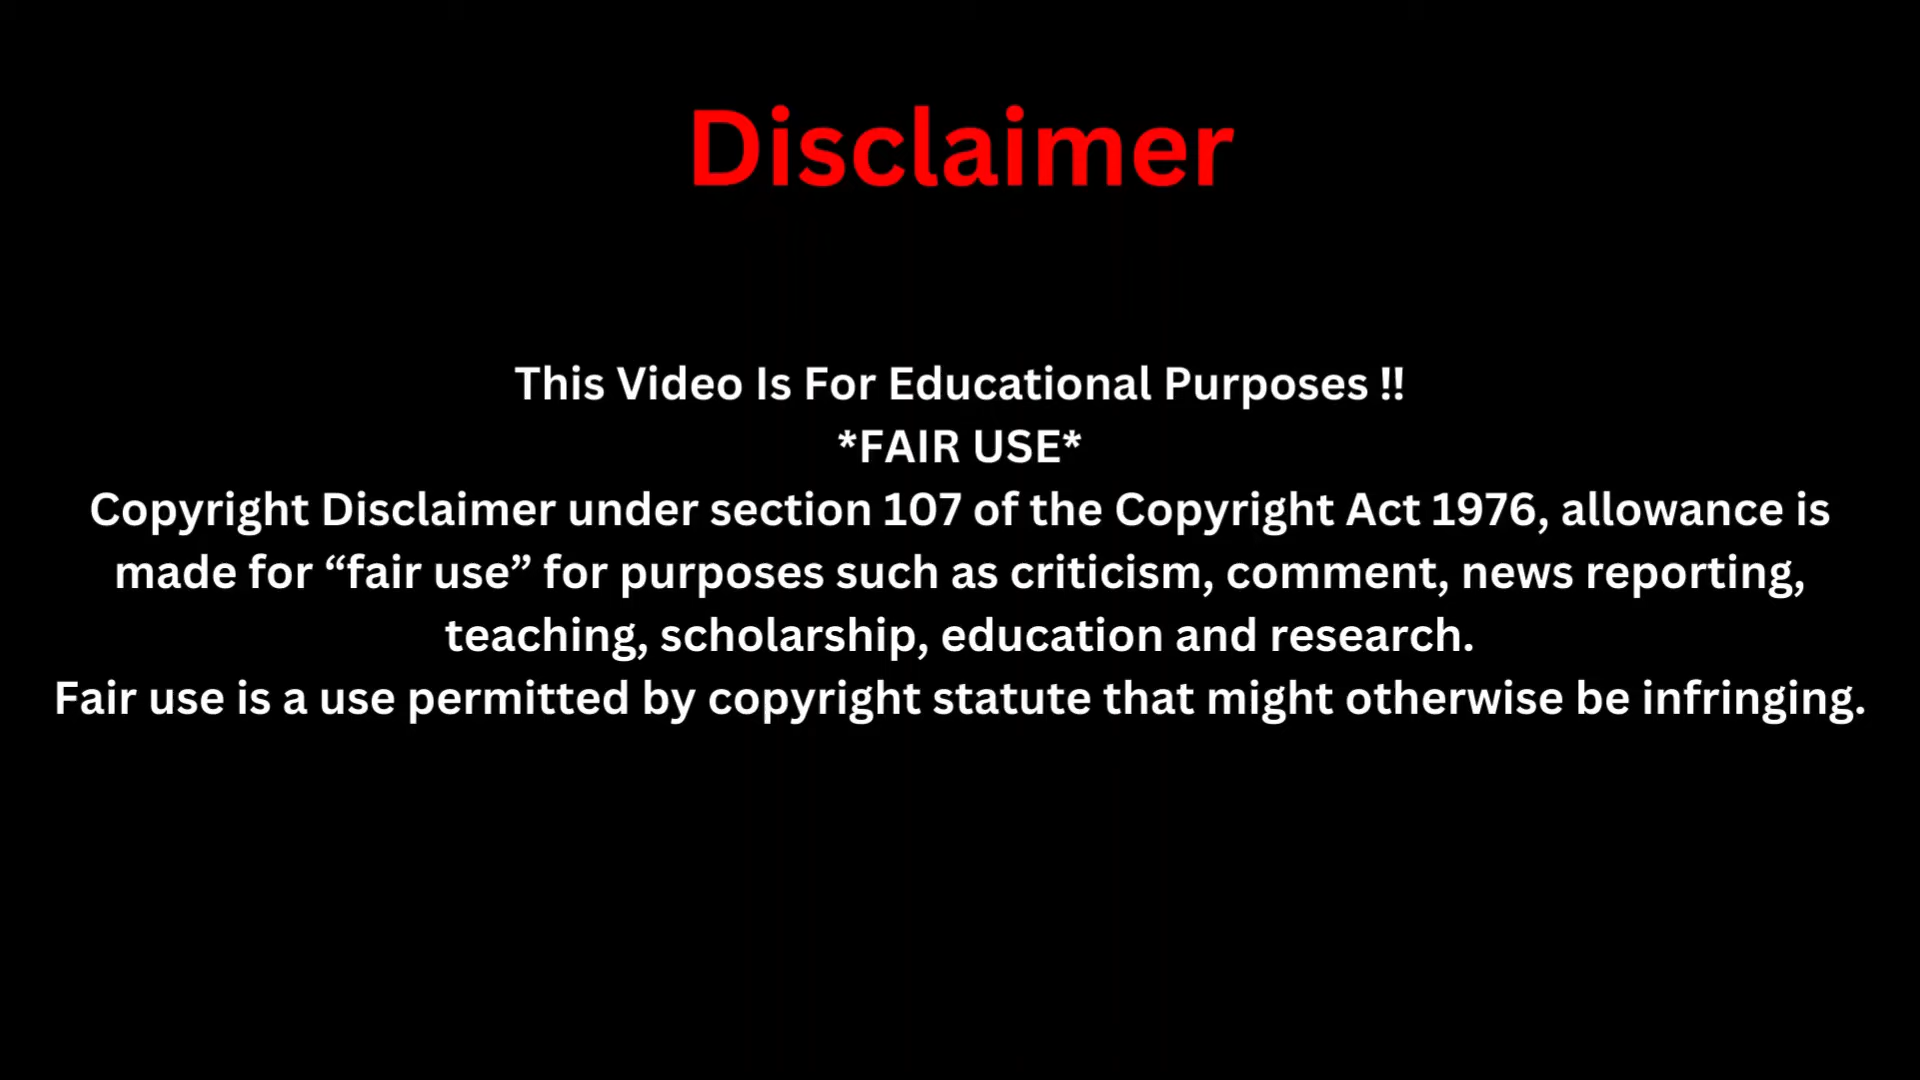 Disclaimer
This Video Is For Educational Purposes !!
*FAIR USE*
Copyright Disclaimer under section 107 of the Copyright Act 1976, allowance is
made for “fair use” for purposes such as criticism, comment, news reporting,
teaching, scholarship, education and research.
Fair use is a use permitted by copyright statute that might otherwise be infringing.